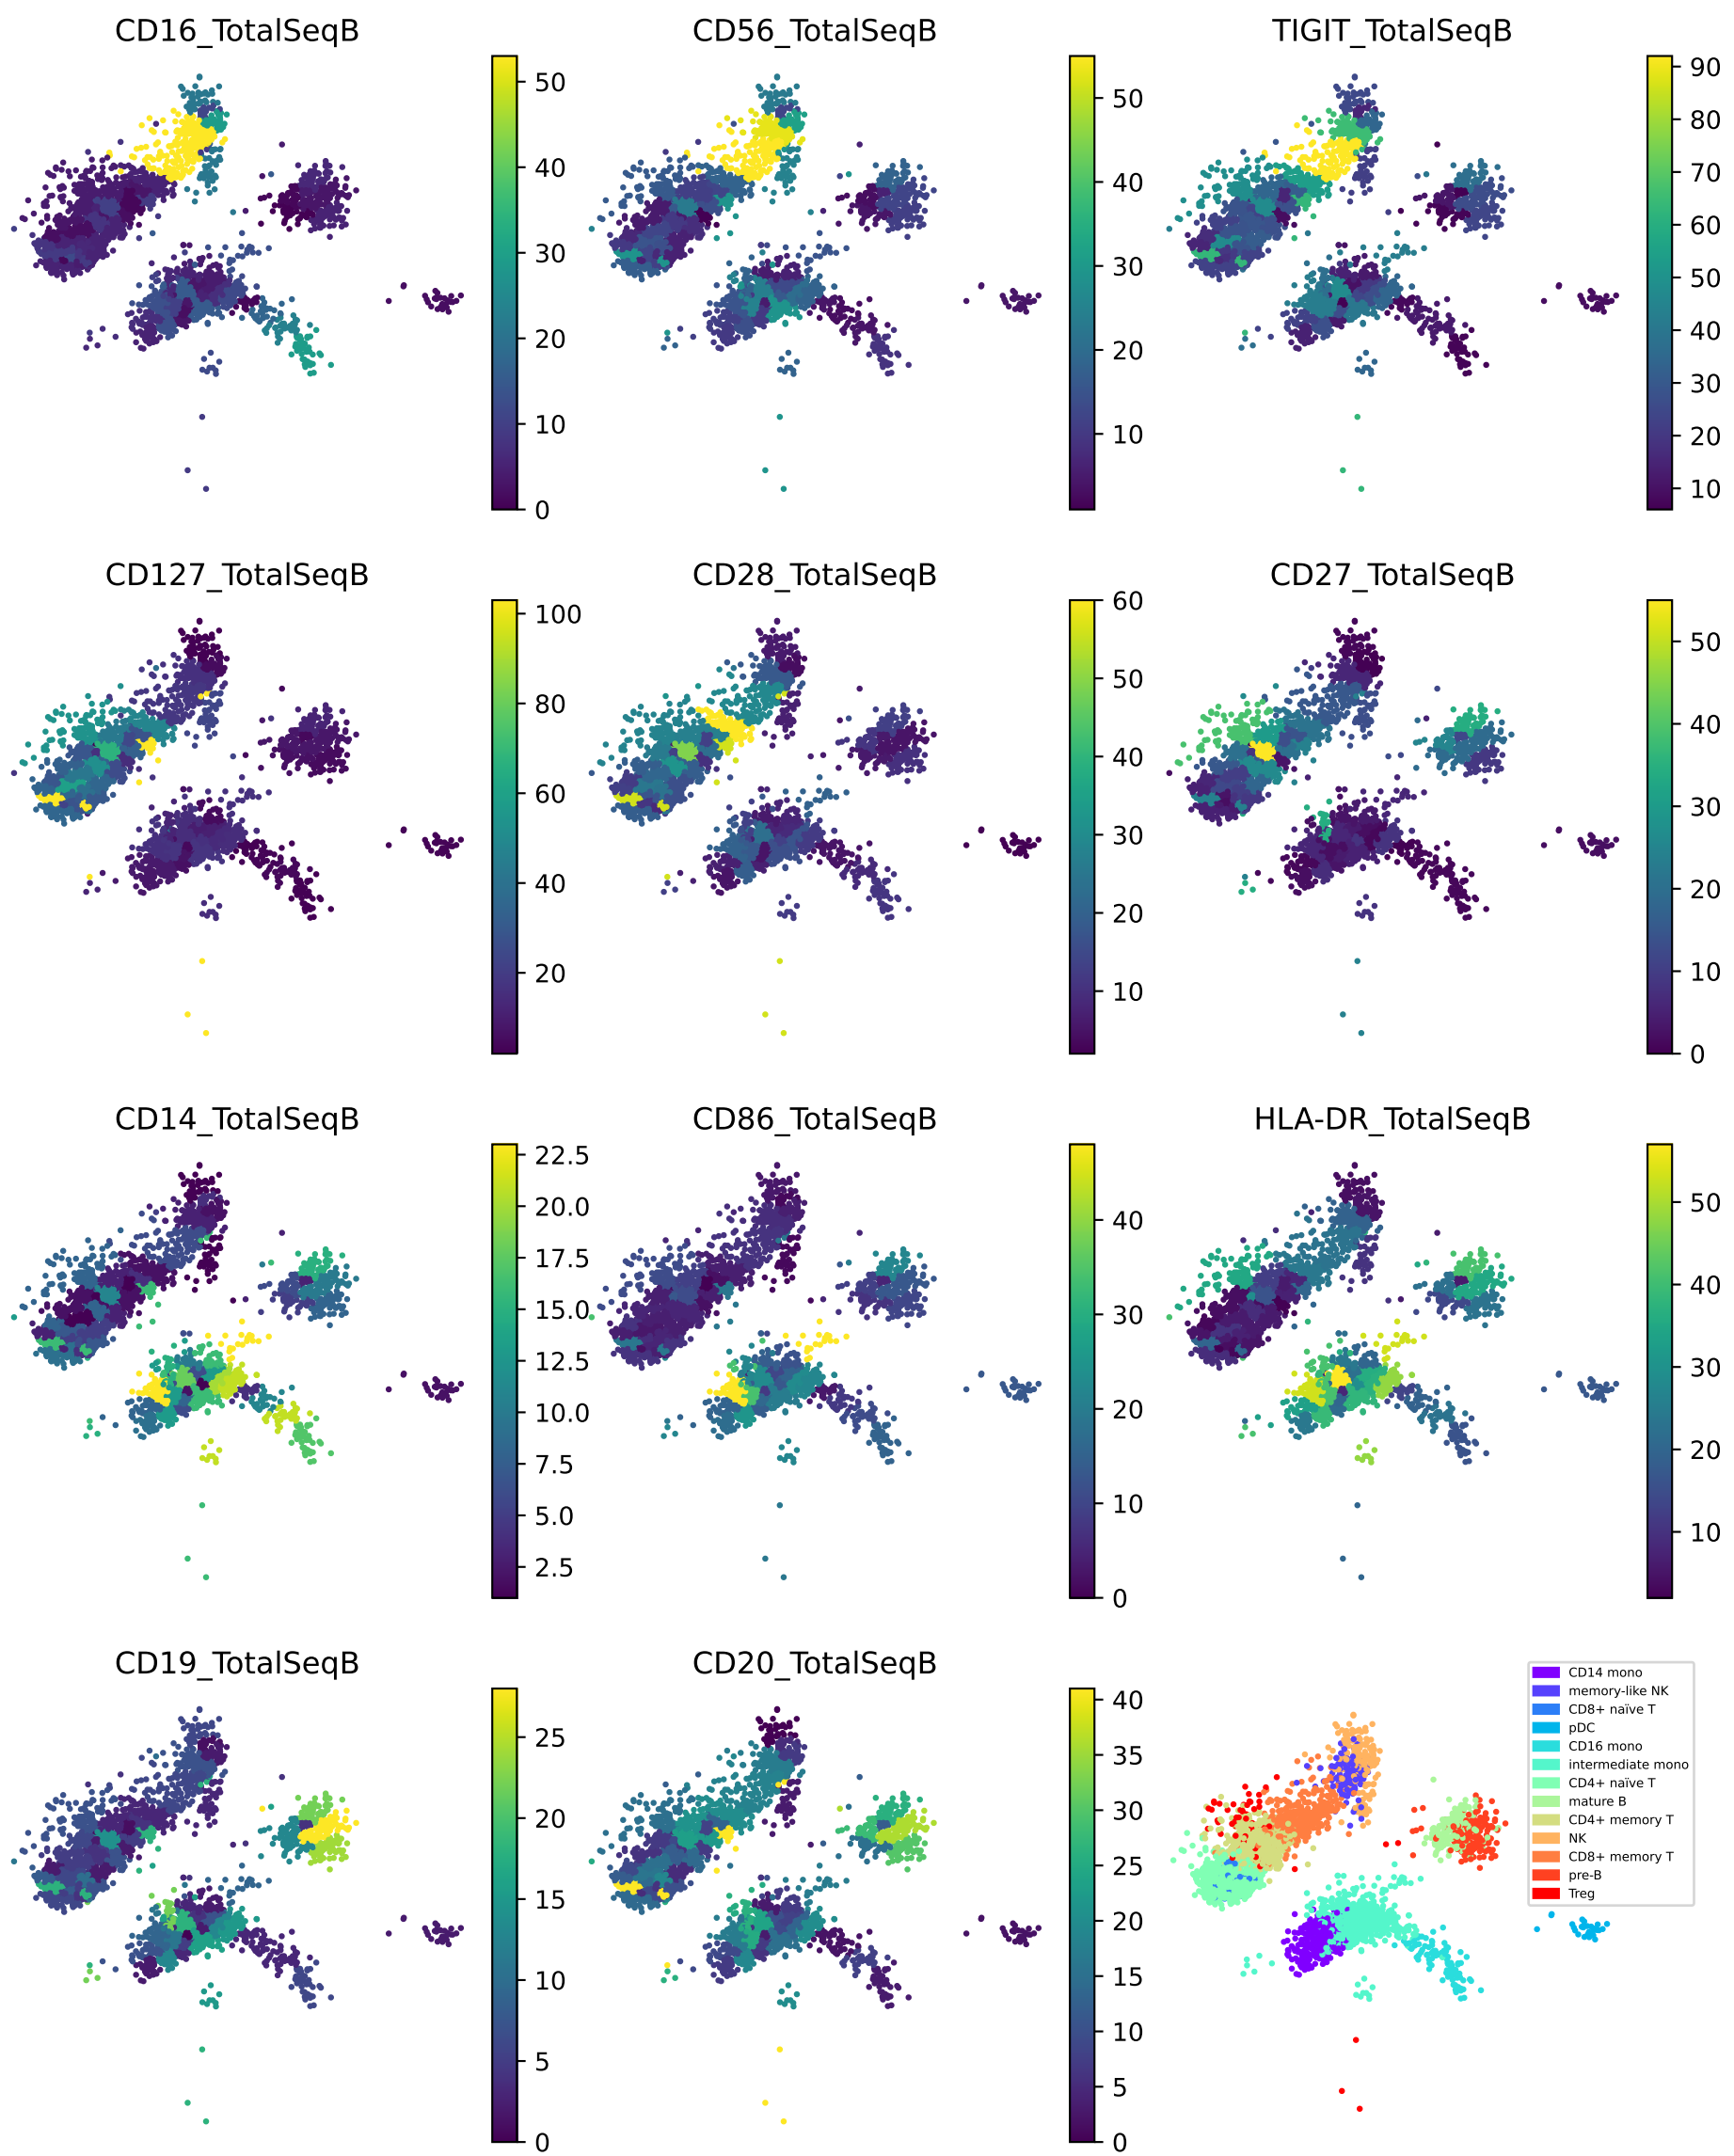 CD16_TotalSeqB
CD56_TotalSeqB
TIGIT_TotalSeqB
50
40
30
20
10
0
50
40
30
20
10
90
80
70
60
50
40
30
20
10
CD127_TotalSeqB
CD28_TotalSeqB
CD27_TotalSeqB
100
80
60
40
20
60
50
40
30
20
10
50
40
30
20
10
0
CD14_TotalSeqB
CD86_TotalSeqB
HLA-DR_TotalSeqB
22.5
20.0
17.5
15.0
12.5
10.0
7.5
5.0
2.5
40
30
20
10
0
50
40
30
20
10
CD19_TotalSeqB
CD20_TotalSeqB
25
20
15
10
5
0
40
35
30
25
20
15
10
5
0
CD14 mono
memory-like NK
CD8+ naïve T
pDC
CD16 mono
intermediate mono
CD4+ naïve T
mature B
CD4+ memory T
NK
CD8+ memory T
pre-B
Treg